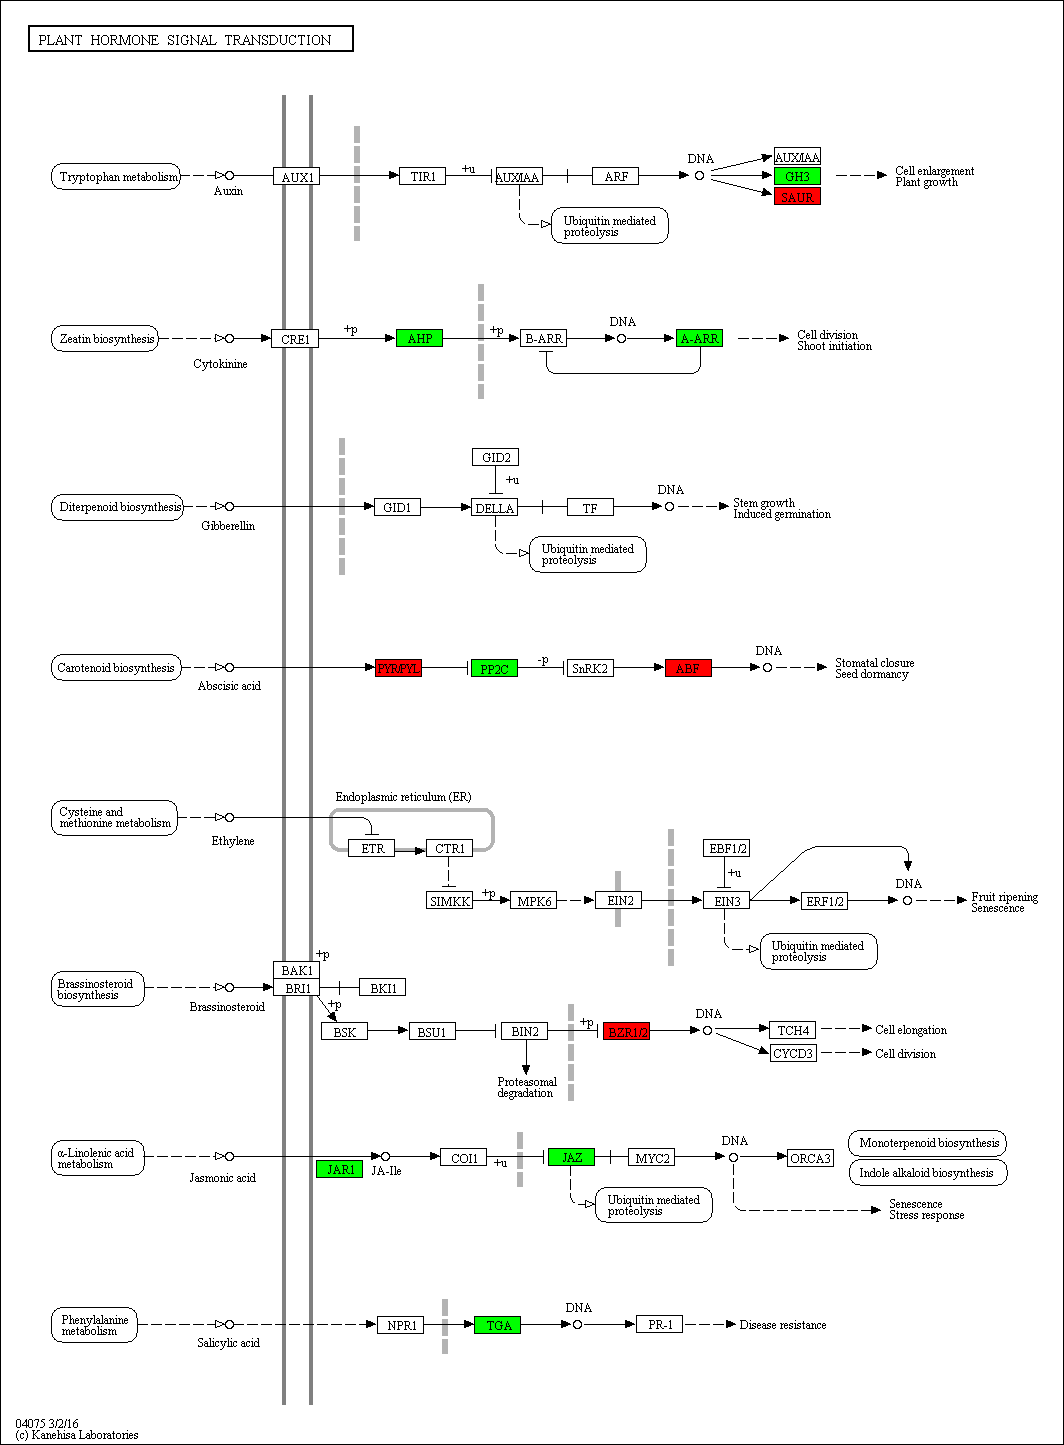 PLANT HORMONE SIGNAL TRANSDUCTION
Tryptophan metabolism
Auxin
AUX1
TIR1
+u
AUX/IAA
ARF
DNA
AUX/IAA
GH3
SAUR
Cell enlargement
Plant growth
Ubiquitin mediated
proteolysis
Zeatin biosynthesis
Cytokinine
CRE1
+p
AHP
+p
B-ARR
DNA
A-ARR
Cell division
Shoot initiation
GID2
+u
Diterpenoid biosynthesis
Gibberellin
GID1
DELLA
TF
DNA
Stem growth
Induced germination
Ubiquitin mediated
proteolysis
Carotenoid biosynthesis
Abscisic acid
PYR/PYL
PP2C
-p
SnRK2
ABF
DNA
Stomatal closure
Seed dormancy
Endoplasmic reticulum (ER)
Cysteine and
methionine metabolism
Ethylene
ETR
CTR1
SIMKK
+p
MPK6
EIN2
EBF1/2
+u
EIN3
ERF1/2
DNA
Fruit ripening
Senescence
Ubiquitin mediated
proteolysis
Brassinosteroid
biosynthesis
Brassinosteroid
+p
BAK1
BRI1
BKI1
+p
BSK
BSU1
BIN2
+p
BZR1/2
DNA
TCH4
Cell elongation
CYCD3
Cell division
Proteasomal
degradation
α-Linolenic acid
metabolism
Jasmonic acid
JAR1
JA-Ile
COI1
+u
JAZ
MYC2
DNA
ORCA3
Monoterpenoid biosynthesis
Indole alkaloid biosynthesis
Ubiquitin mediated
proteolysis
Senescence
Stress response
Phenylalanine
metabolism
Salicylic acid
NPR1
TGA
DNA
PR-1
Disease resistance
04075 3/2/16
(c) Kanehisa Laboratories